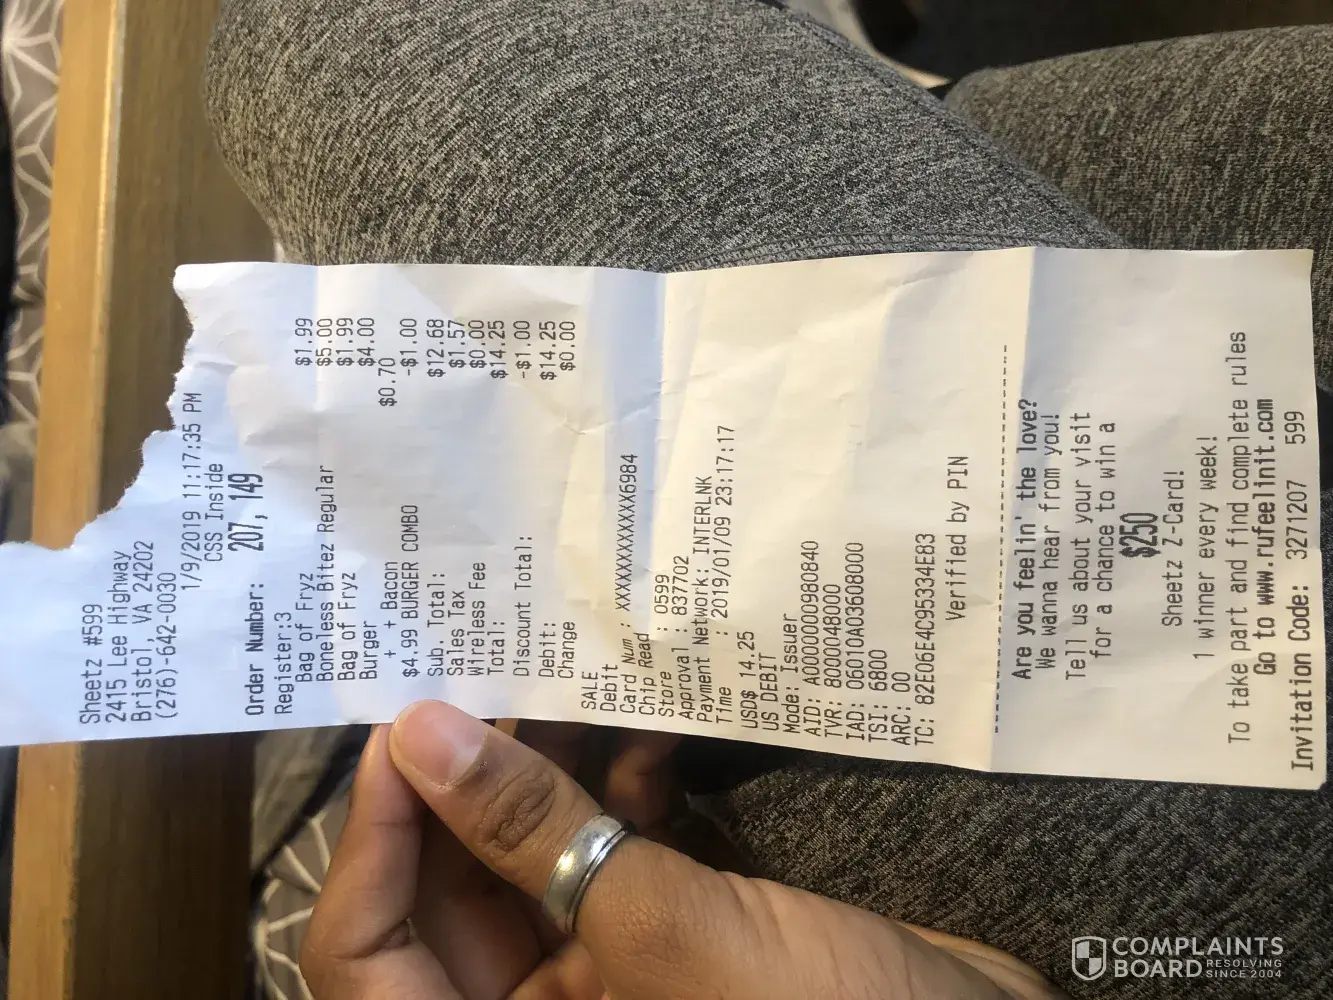 Sheetz #599
2415 Lee Highway
Bristol, VA 24202
(276)-642-0030
1/9/2019 11:17:35 PM
CSS Inside
Order Number: 207, 149
Register:3
Bag of Fryz $1.99
Boneless Bitez Regular $5.00
Bag of Fryz $1.99
Burger $4.00
+ + Bacon $0.70
$4.99 BURGER COMBO -$1.00
Sub. Total: $12.68
Sales Tax $1.57
Wireless Fee $0.00
Total: $14.25
Discount Total: -$1.00
Debit: $14.25
Change $0.00
SALE
Debit
Card Num : XXXXXXXXXXXX6984
Chip Read
Store : 0599
Approval : 837702
Payment Network: INTERLNK
Time : 2019/01/09 23:17:17
USD$ 14.25
US DEBIT
Mode: Issuer
AID: A0000000980840
TVR: 8000048000
IAD: 06010A03608000
TSI: 6800
ARC: 00
TC: 82E06E4C95334E83
Verified by PIN
Are you feelin' the love?
We wanna hear from you!
Tell us about your visit
for a chance to win a
$250
Sheetz Z-Card!
1 winner every week!
To take part and find complete rules
Go to www.rufeelinit.com
Invitation Code: 3271207 599
COMPLAINTS
BOARD RESOLVING
SINCE 2004